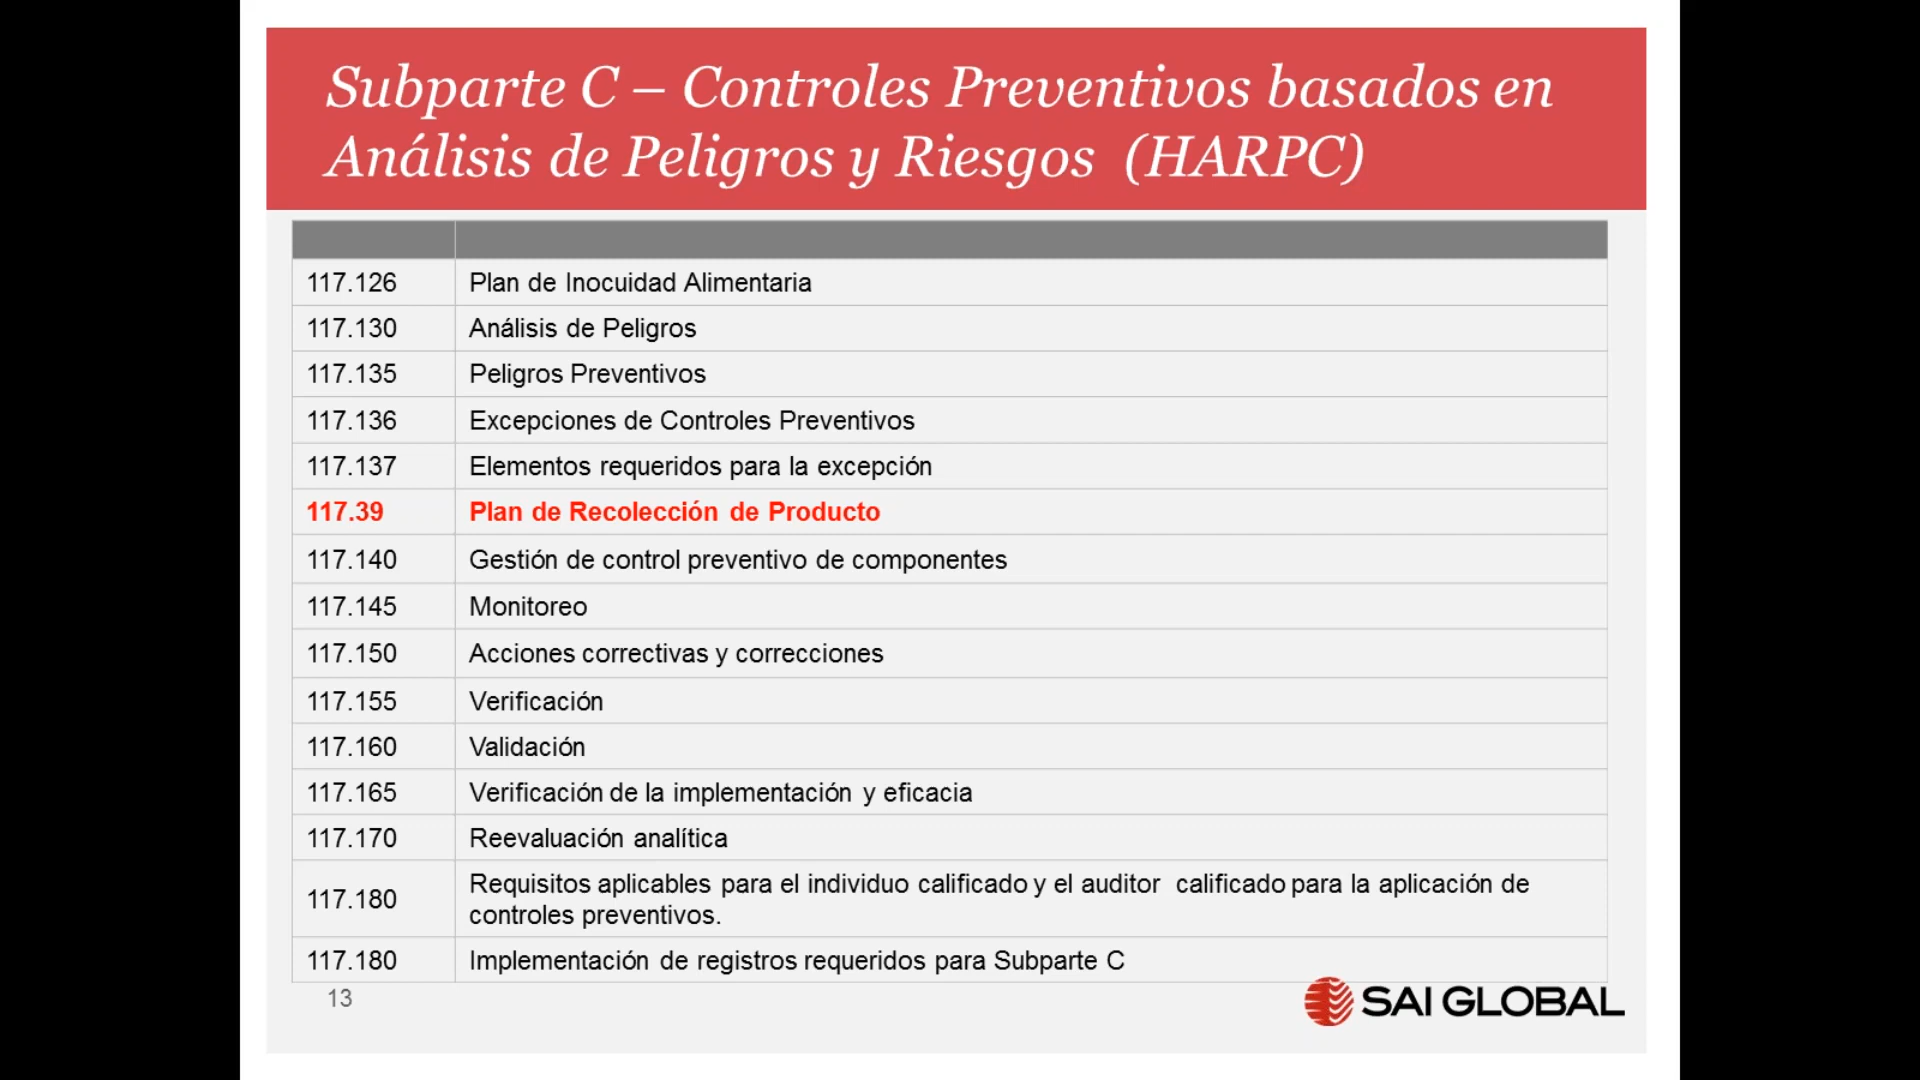 Subparte C – Controles Preventivos basados en
Análisis de Peligros y Riesgos (HARPC)
117.126 Plan de Inocuidad Alimentaria
117.130 Análisis de Peligros
117.135 Peligros Preventivos
117.136 Excepciones de Controles Preventivos
117.137 Elementos requeridos para la excepción
117.39 Plan de Recolección de Producto
117.140 Gestión de control preventivo de componentes
117.145 Monitoreo
117.150 Acciones correctivas y correcciones
117.155 Verificación
117.160 Validación
117.165 Verificación de la implementación y eficacia
117.170 Reevaluación analítica
117.180 Requisitos aplicables para el individuo calificado y el auditor calificado para la aplicación de
controles preventivos.
117.180 Implementación de registros requeridos para Subparte C
13
SAI GLOBAL